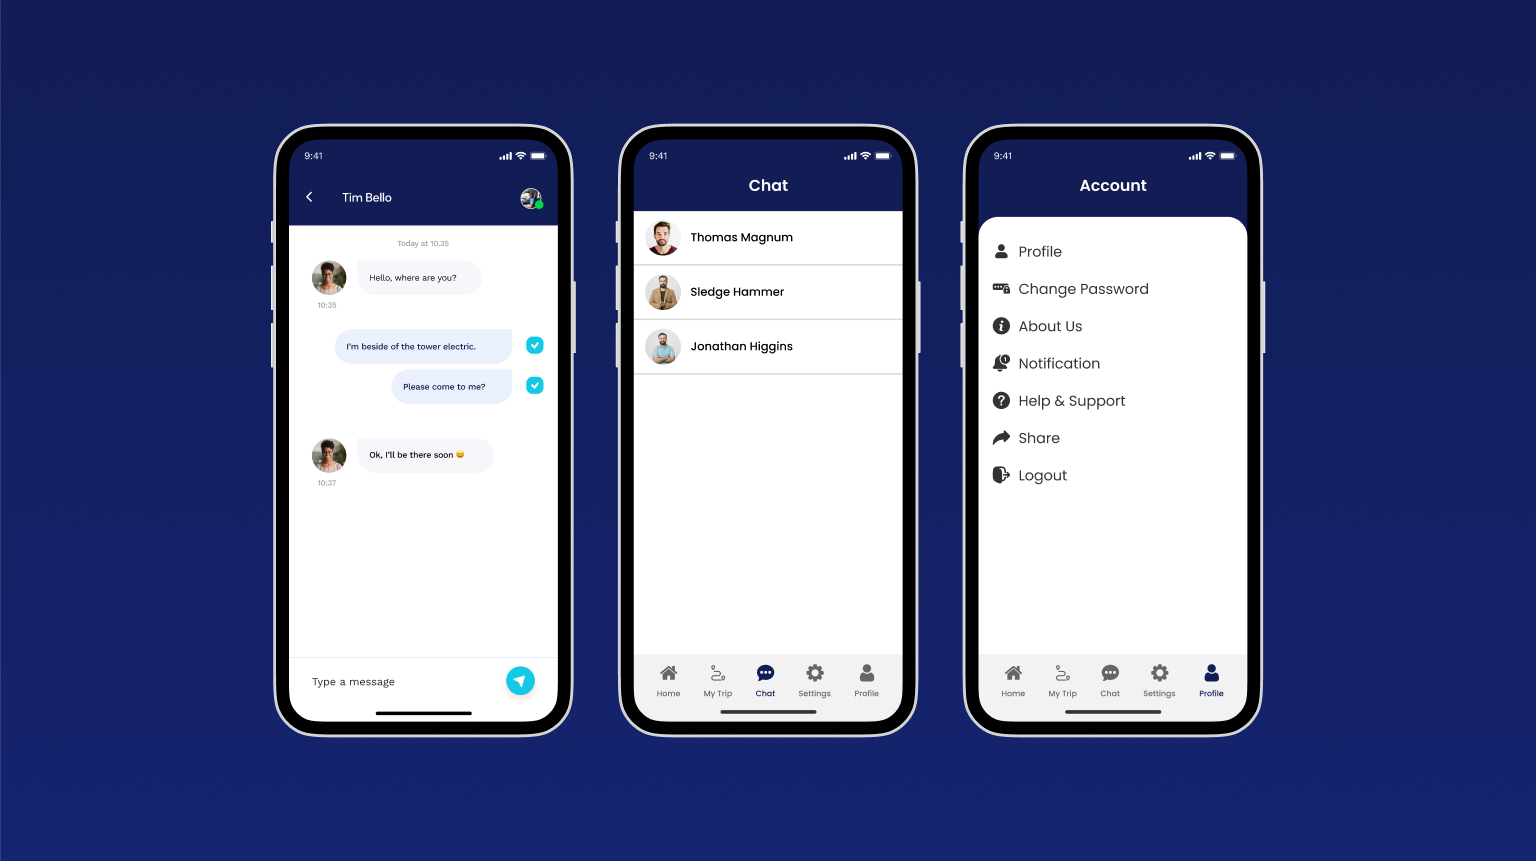 9:41
Tim Bello
Today at 10.35
Hello, where are you?
10:35
I'm beside of the tower electric.
Please come to me?
Ok, I'll be there soon 😄
10:37
Type a message
9:41
Chat
Thomas Magnum
Sledge Hammer
Jonathan Higgins
Home My Trip Chat Settings Profile
9:41
Account
Profile
Change Password
About Us
Notification
Help & Support
Share
Logout
Home My Trip Chat Settings Profile